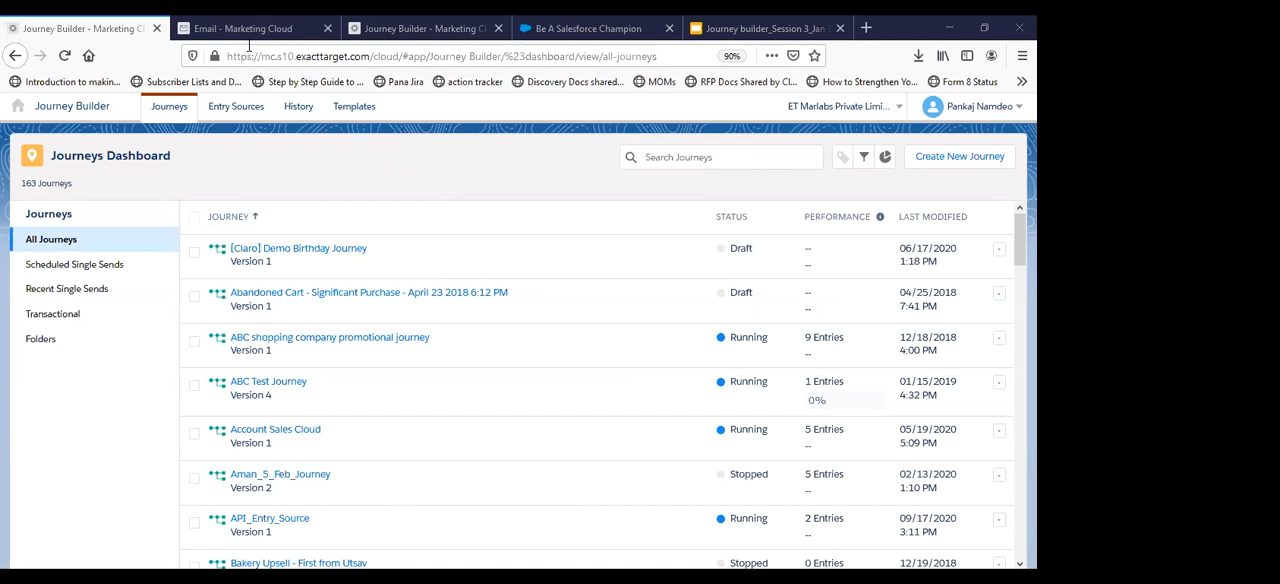 Journey Builder - Marketing Cl
Email - Marketing Cloud
Journey Builder - Marketing C
Be A Salesforce Champion
Journey builder_Session 3_Jan
https://mc.s10.exacttarget.com/cloud/#app/Journey Builder/%23dashboard/view/all-journeys
90%
Introduction to makin...
Subscriber Lists and D...
Step by Step Guide to ...
Pana Jira
action tracker
Discovery Docs shared...
MOMs
RFP Docs Shared by Cl...
How to Strengthen Yo...
Form 8 Status
Journey Builder
Journeys
Entry Sources
History
Templates
ET Marlabs Private Limi...
Pankaj Namdeo
Journeys Dashboard
163 Journeys
Search Journeys
Create New Journey
Journeys
All Journeys
Scheduled Single Sends
Recent Single Sends
Transactional
Folders
JOURNEY
STATUS
PERFORMANCE
LAST MODIFIED
[Claro] Demo Birthday Journey
Version 1
Draft
--
--
06/17/2020
1:18 PM
Abandoned Cart - Significant Purchase - April 23 2018 6:12 PM
Version 1
Draft
--
--
04/25/2018
7:41 PM
ABC shopping company promotional journey
Version 1
Running
9 Entries
--
12/18/2018
4:00 PM
ABC Test Journey
Version 4
Running
1 Entries
0%
01/15/2019
4:32 PM
Account Sales Cloud
Version 1
Running
5 Entries
--
05/19/2020
5:09 PM
Aman_5_Feb_Journey
Version 2
Stopped
5 Entries
--
02/13/2020
1:10 PM
API_Entry_Source
Version 1
Running
2 Entries
--
09/17/2020
3:11 PM
Bakery Upsell - First from Utsav
Stopped
0 Entries
12/19/2018